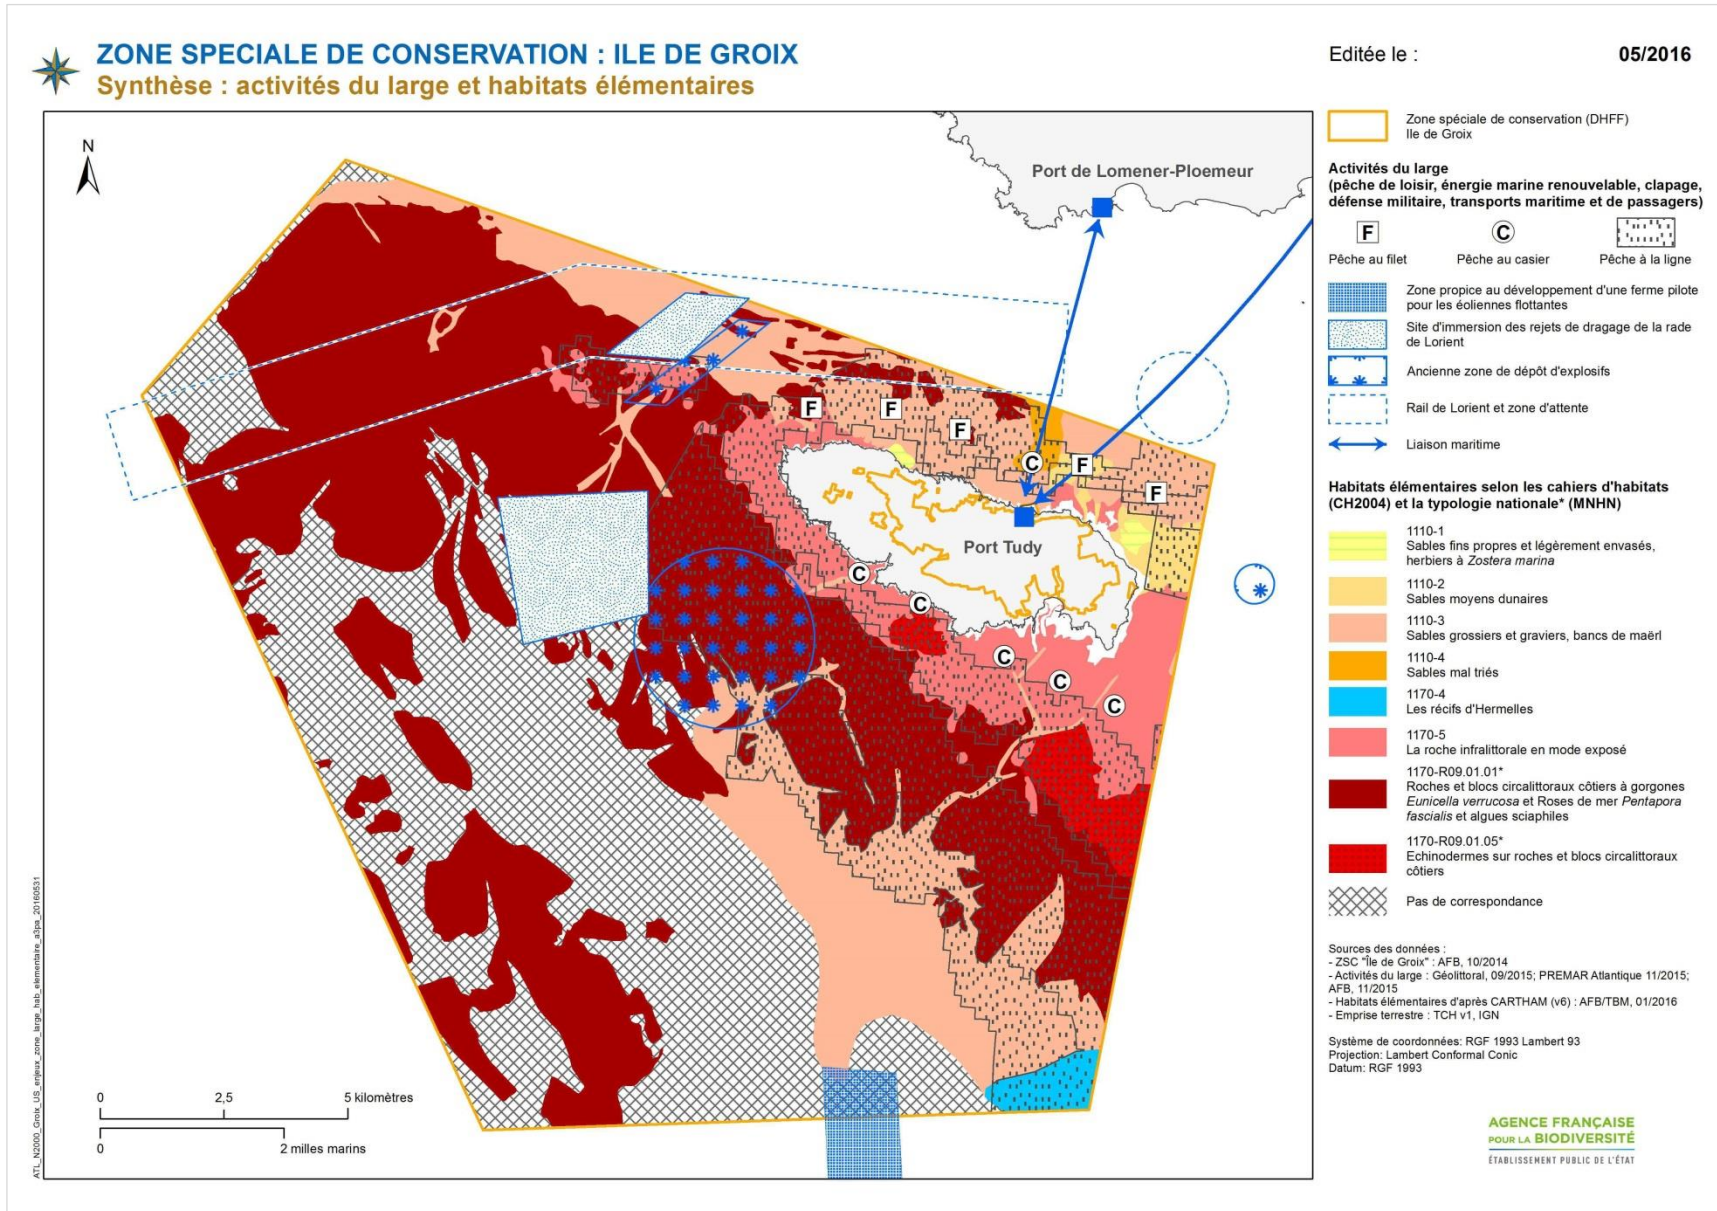 ZONE SPECIALE DE CONSERVATION : ILE DE GROIX
Synthèse : activités du large et habitats élémentaires
Editée le : 05/2016
N
Port de Lomener-Ploemeur
F
F
F
C
F
F
Port Tudy
C
C
C
C
C
0 2,5 5 kilomètres
0 2 milles marins
ATL_N2000_Groix_US_enjeux_zone_large_hab_elementaire_a3pa_20160531
Zone spéciale de conservation (DHFF)
Ile de Groix
Activités du large
(pêche de loisir, énergie marine renouvelable, clapage,
défense militaire, transports maritime et de passagers)
F C
Pêche au filet Pêche au casier Pêche à la ligne
Zone propice au développement d'une ferme pilote
pour les éoliennes flottantes
Site d'immersion des rejets de dragage de la rade
de Lorient
Ancienne zone de dépôt d'explosifs
Rail de Lorient et zone d'attente
Liaison maritime
Habitats élémentaires selon les cahiers d'habitats
(CH2004) et la typologie nationale* (MNHN)
1110-1
Sables fins propres et légèrement envasés,
herbiers à Zostera marina
1110-2
Sables moyens dunaires
1110-3
Sables grossiers et graviers, bancs de maërl
1110-4
Sables mal triés
1170-4
Les récifs d'Hermelles
1170-5
La roche infralittorale en mode exposé
1170-R09.01.01*
Roches et blocs circalittoraux côtiers à gorgones
Eunicella verrucosa et Roses de mer Pentapora
fascialis et algues sciaphiles
1170-R09.01.05*
Echinodermes sur roches et blocs circalittoraux
côtiers
Pas de correspondance
Sources des données :
- ZSC "Île de Groix" : AFB, 10/2014
- Activités du large : Géolittoral, 09/2015; PREMAR Atlantique 11/2015;
AFB, 11/2015
- Habitats élémentaires d'après CARTHAM (v6) : AFB/TBM, 01/2016
- Emprise terrestre : TCH v1, IGN
Système de coordonnées: RGF 1993 Lambert 93
Projection: Lambert Conformal Conic
Datum: RGF 1993
AGENCE FRANÇAISE
POUR LA BIODIVERSITÉ
ÉTABLISSEMENT PUBLIC DE L'ÉTAT